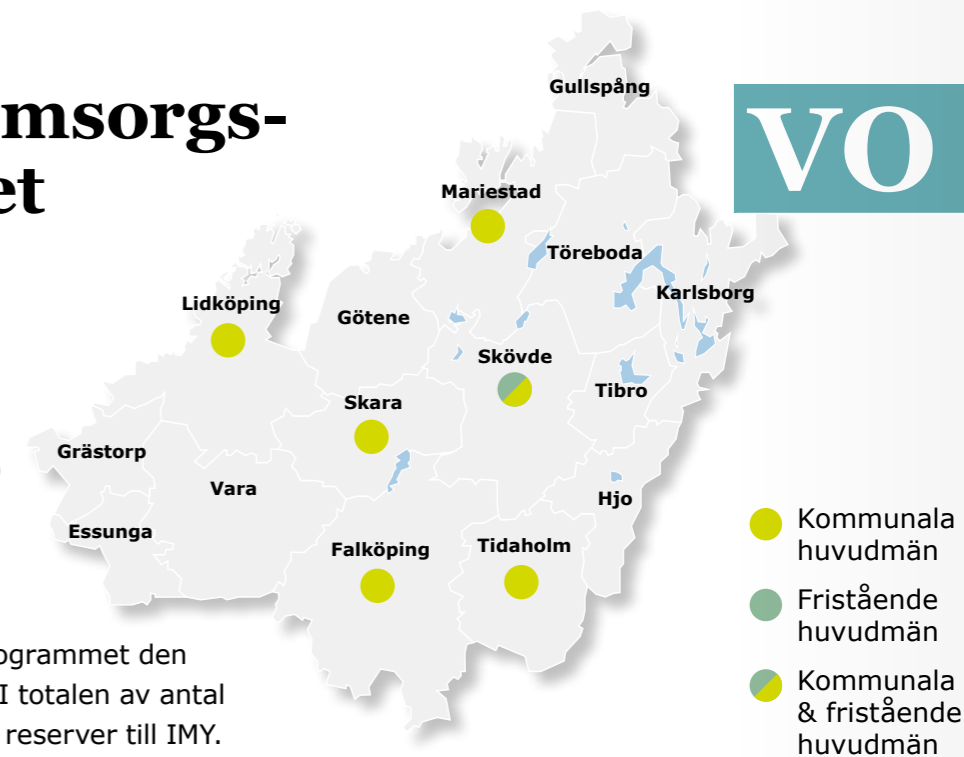 msorgs-
et
VO
Gullspång
Mariestad
Töreboda
Karlsborg
Lidköping
Götene
Skövde
Tibro
Skara
Grästorp
Vara
Hjo
Essunga
Falköping
Tidaholm
Kommunala
huvudmän
Fristående
huvudmän
Kommunala
& fristående
huvudmän
ogrammet den
I totalen av antal
reserver till IMY.